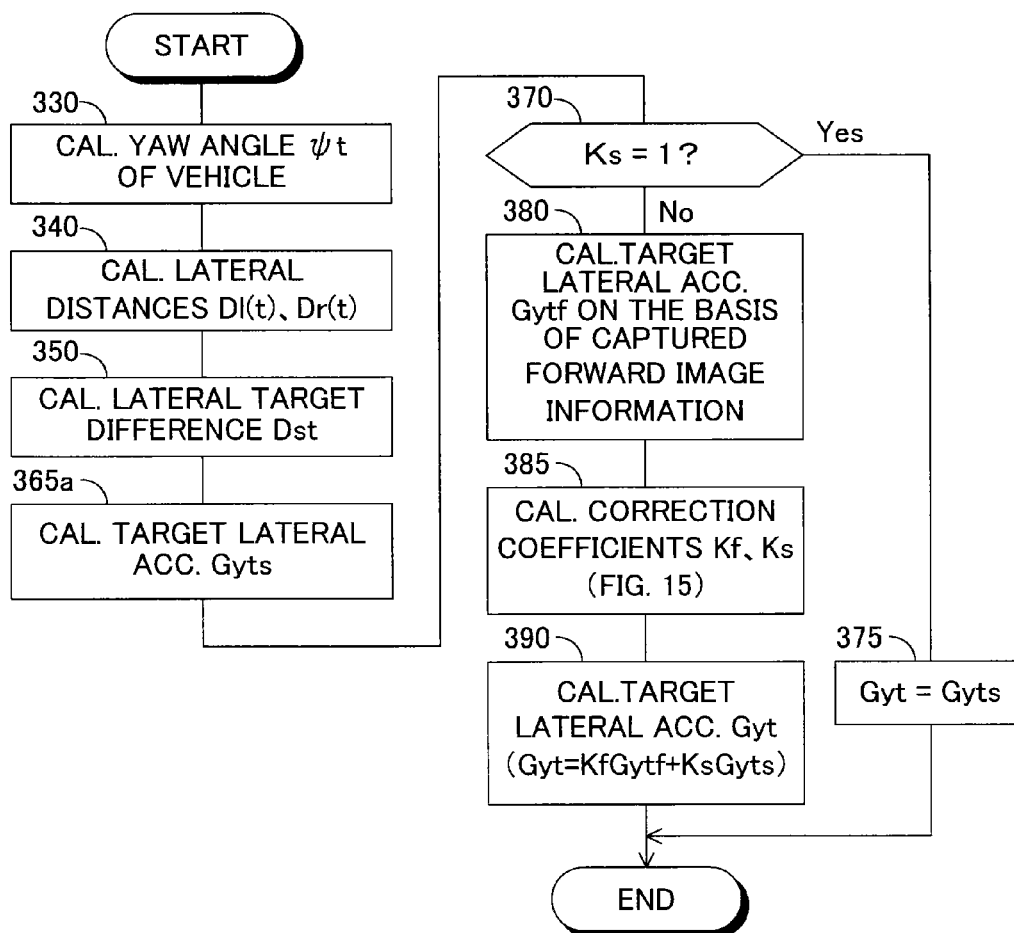 START
330
CAL. YAW ANGLE ψt
OF VEHICLE
340
CAL. LATERAL
DISTANCES Dl(t)、Dr(t)
350
CAL. LATERAL TARGET
DIFFERENCE Dst
365a
CAL. TARGET LATERAL
ACC. Gyts
370
Ks = 1?
Yes
No
380
CAL.TARGET
LATERAL ACC.
Gytf ON THE BASIS
OF CAPTURED
FORWARD IMAGE
INFORMATION
385
CAL. CORRECTION
COEFFICIENTS Kf、Ks
(FIG. 15)
390
CAL.TARGET
LATERAL ACC. Gyt
(Gyt=KfGytf+KsGyts)
375
Gyt = Gyts
END